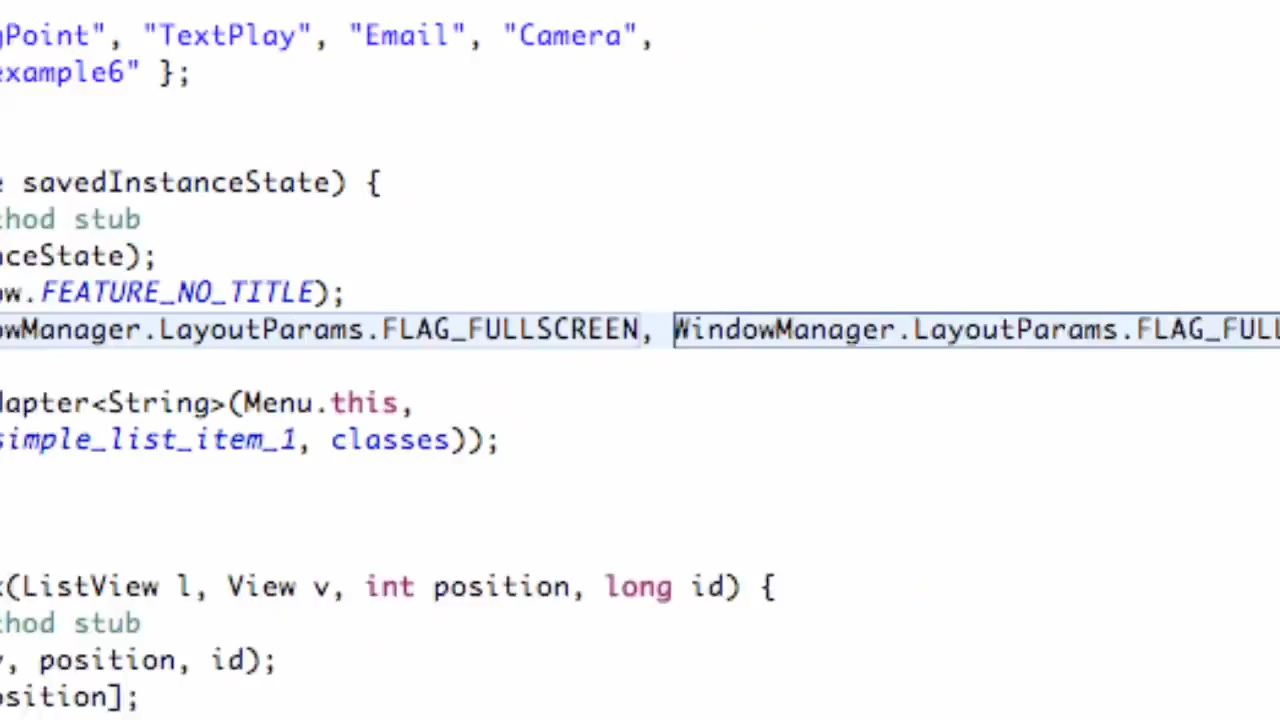 gPoint", "TextPlay", "Email", "Camera",
example6" };
e savedInstanceState) {
thod stub
nceState);
ow.FEATURE_NO_TITLE);
owManager.LayoutParams.FLAG_FULLSCREEN, WindowManager.LayoutParams.FLAG_FULL
dapter<String>(Menu.this,
simple_list_item_1, classes));
k(ListView l, View v, int position, long id) {
thod stub
v, position, id);
osition];